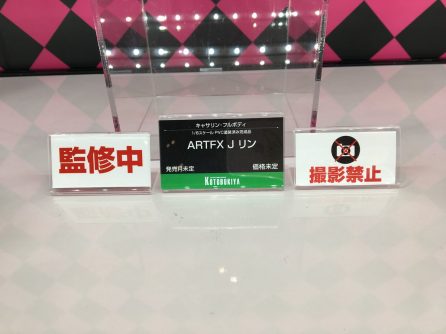 監修中
キャサリン・フルボディ
1/8スケール PVC塗装済み完成品
ARTFX J リン
発売月未定 価格未定
KOTOBUKIYA
撮影禁止